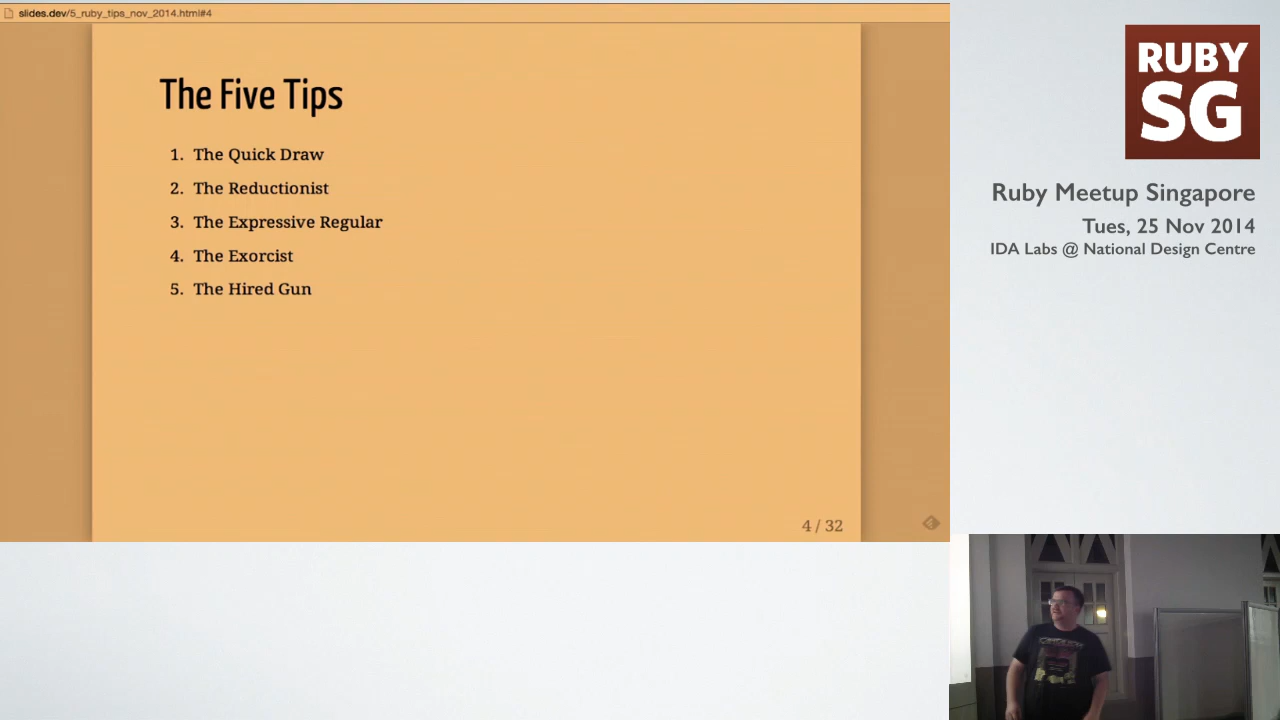 slides.dev/5_ruby_tips_nov_2014.html#4
The Five Tips
1. The Quick Draw
2. The Reductionist
3. The Expressive Regular
4. The Exorcist
5. The Hired Gun
4 / 32
RUBY
SG
Ruby Meetup Singapore
Tues, 25 Nov 2014
IDA Labs @ National Design Centre